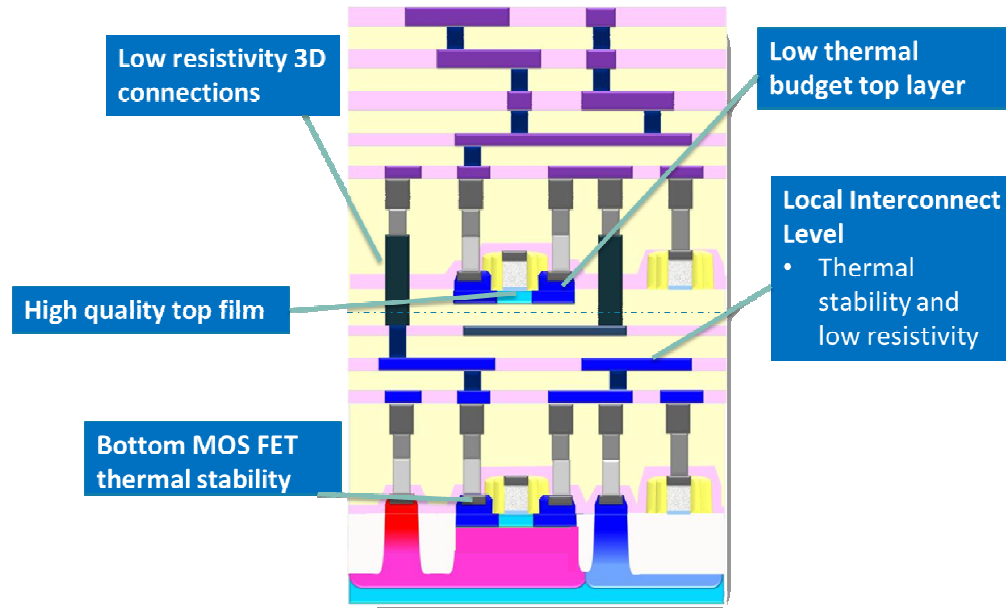 Low resistivity 3D
connections
Low thermal
budget top layer
Local Interconnect
Level
• Thermal
stability and
low resistivity
High quality top film
Bottom MOS FET
thermal stability